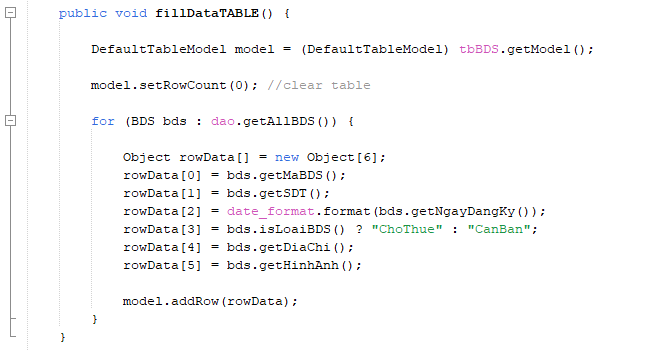 public void fillDataTABLE() {
DefaultTableModel model = (DefaultTableModel) tbBDS.getModel();
model.setRowCount(0); //clear table
for (BDS bds : dao.getAllBDS()) {
Object rowData[] = new Object[6];
rowData[0] = bds.getMaBDS();
rowData[1] = bds.getSDT();
rowData[2] = date_format.format(bds.getNgayDangKy());
rowData[3] = bds.isLoaiBDS() ? "ChoThue" : "CanBan";
rowData[4] = bds.getDiaChi();
rowData[5] = bds.getHinhAnh();
model.addRow(rowData);
}
}